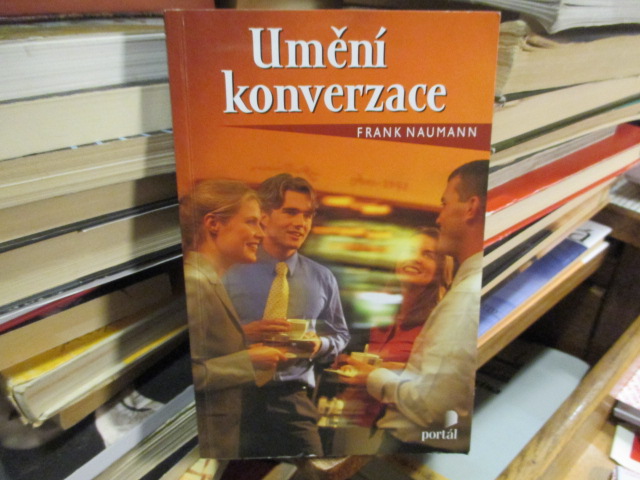 Umění
konverzace
FRANK NAUMANN
portál